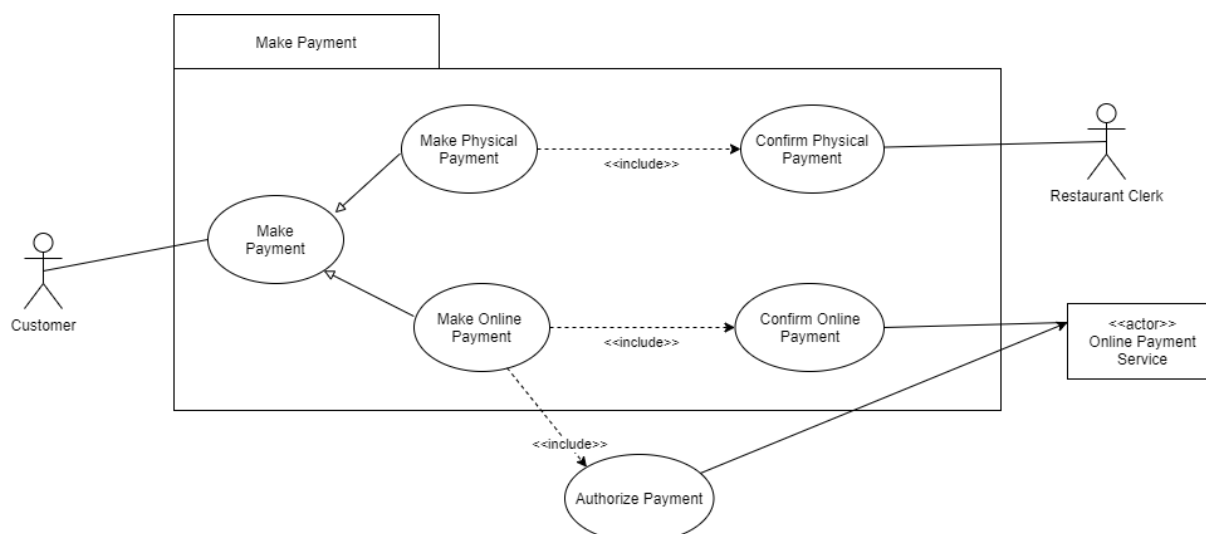 Make Payment
Make Physical
Payment
<<include>>
Confirm Physical
Payment
Restaurant Clerk
Make
Payment
Customer
Make Online
Payment
<<include>>
Confirm Online
Payment
<<actor>>
Online Payment
Service
<<include>>
Authorize Payment